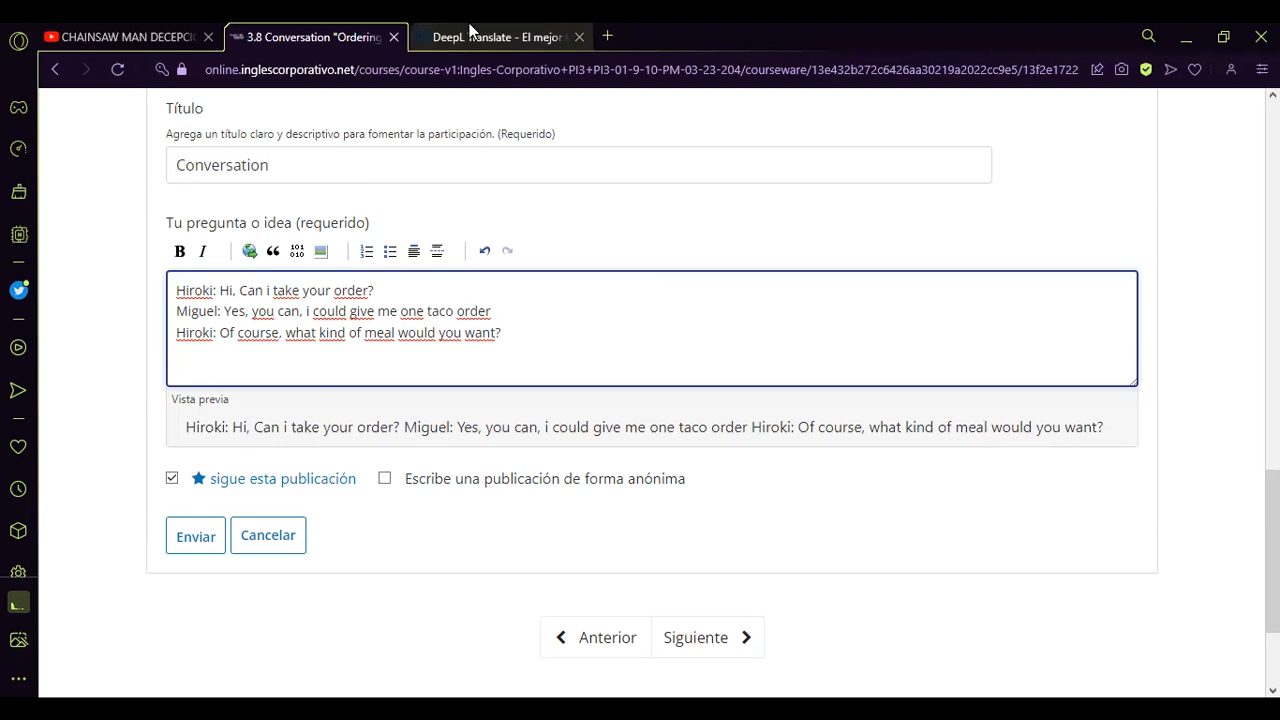 CHAINSAW MAN DECEPCI
3.8 Conversation "Ordering
DeepL Translate - El mejor
online.inglescorporativo.net/courses/course-v1:Ingles-Corporativo+PI3+PI3-01-9-10-PM-03-23-204/courseware/13e432b272c6426aa30219a2022cc9e5/13f2e1722
Título
Agrega un título claro y descriptivo para fomentar la participación. (Requerido)
Conversation
Tu pregunta o idea (requerido)
B I
Hiroki: Hi, Can i take your order?
Miguel: Yes, you can, i could give me one taco order
Hiroki: Of course, what kind of meal would you want?
Vista previa
Hiroki: Hi, Can i take your order? Miguel: Yes, you can, i could give me one taco order Hiroki: Of course, what kind of meal would you want?
sigue esta publicación
Escribe una publicación de forma anónima
Enviar
Cancelar
Anterior
Siguiente